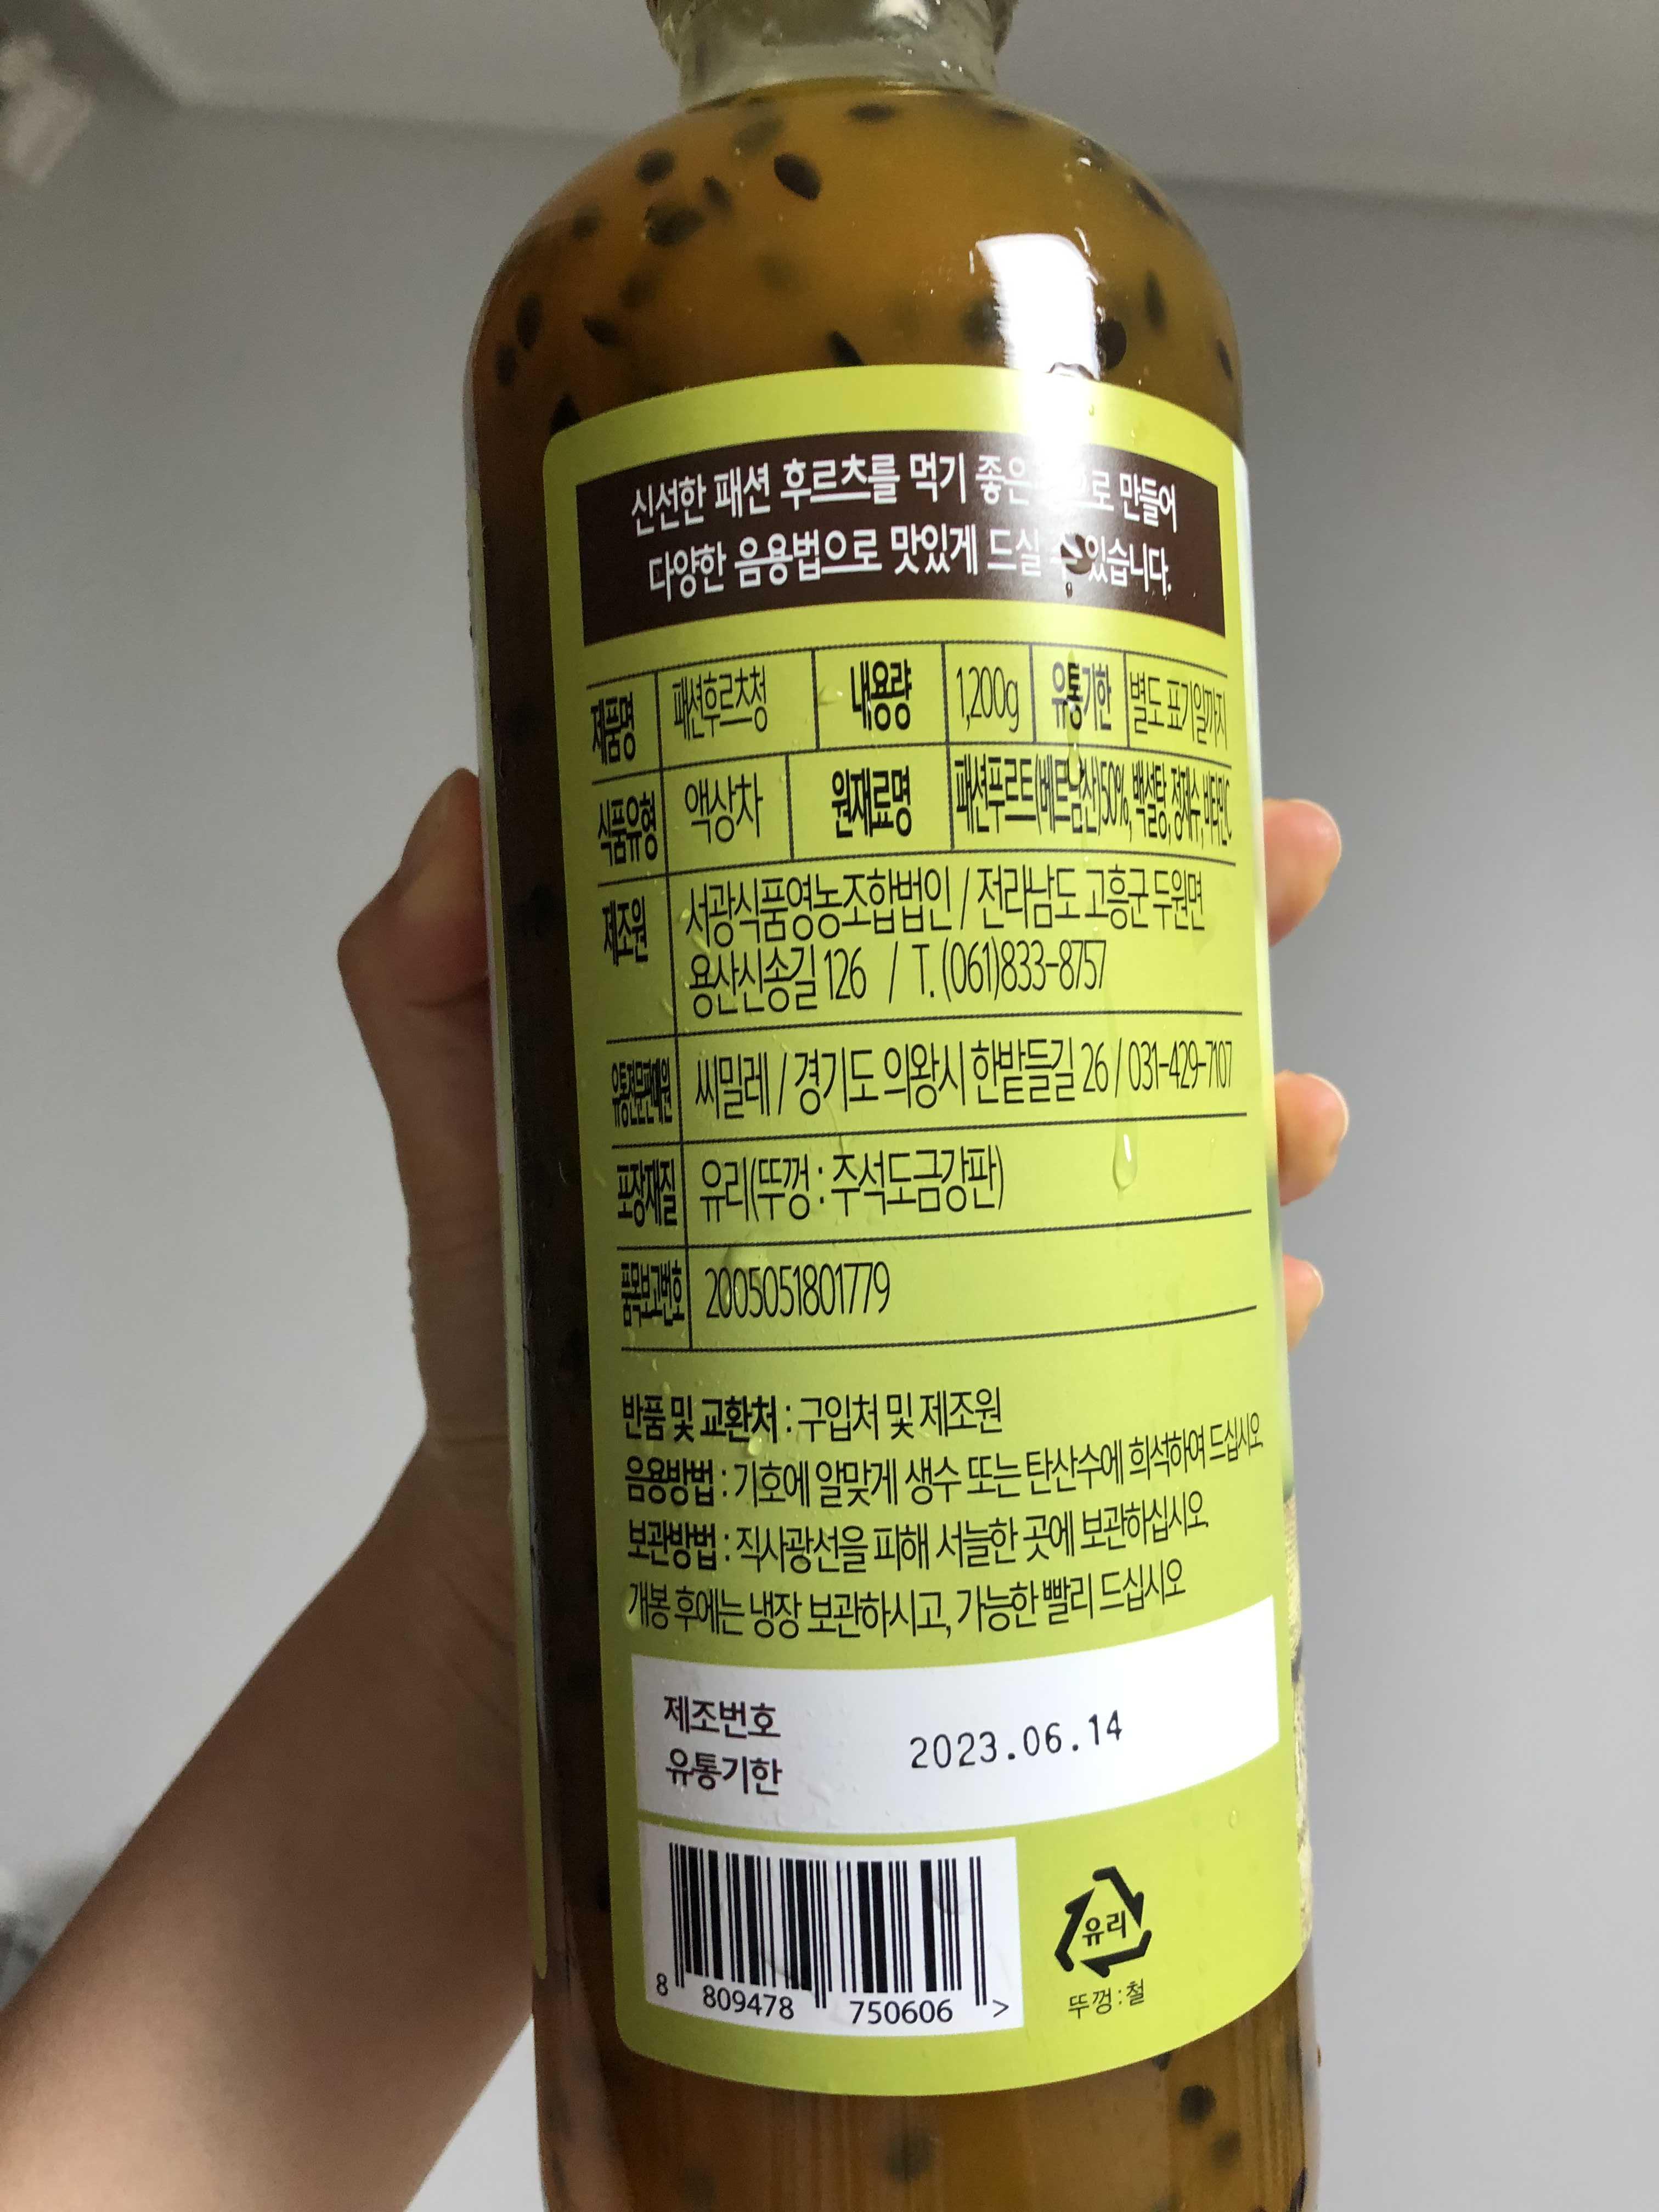 신선한 패션 후르츠를 먹기 좋은 로 만들어
다양한 음용법으로 맛있게 드실 수 있습니다.
제품명 패션후르츠청 내용량 1,200g 유통기한 별도 표기일까지
식품유형 액상차 원재료명 패션푸르트(베트남산)50%, 백설탕, 정제수, 비타민C
제조원 서광식품영농조합법인 / 전라남도 고흥군 두원면
용산신송길 126 / T. (061)833-8757
유통전문판매원 씨밀레 / 경기도 의왕시 한밭들길 26 / 031-429-7107
포장재질 유리(뚜껑 : 주석도금강판)
품목보고번호 2005051801779
반품 및 교환처 : 구입처 및 제조원
음용방법 : 기호에 알맞게 생수 또는 탄산수에 희석하여 드십시오.
보관방법 : 직사광선을 피해 서늘한 곳에 보관하십시오.
개봉 후에는 냉장 보관하시고, 가능한 빨리 드십시오
제조번호
유통기한 2023.06.14
8 809478 750606 >
유리
뚜껑 : 철